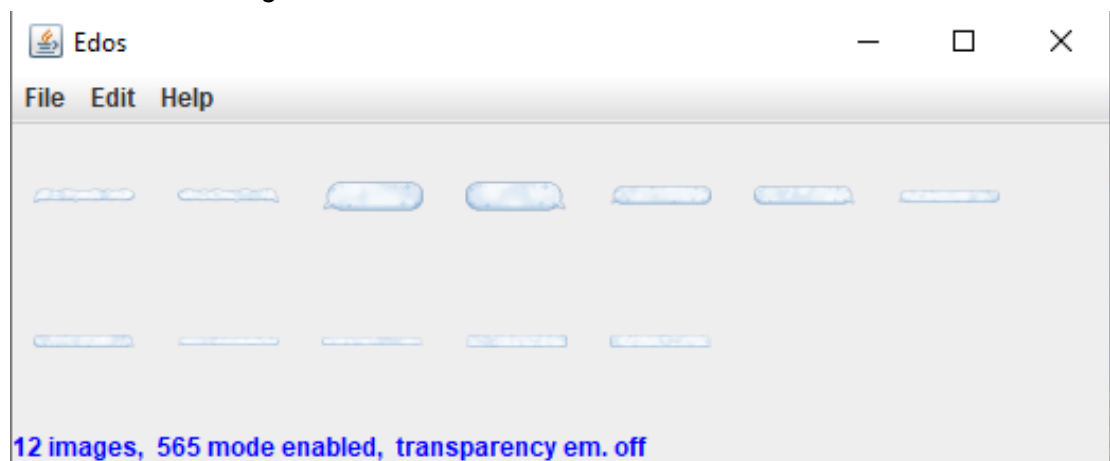 Edos
File Edit Help
12 images, 565 mode enabled, transparency em. off